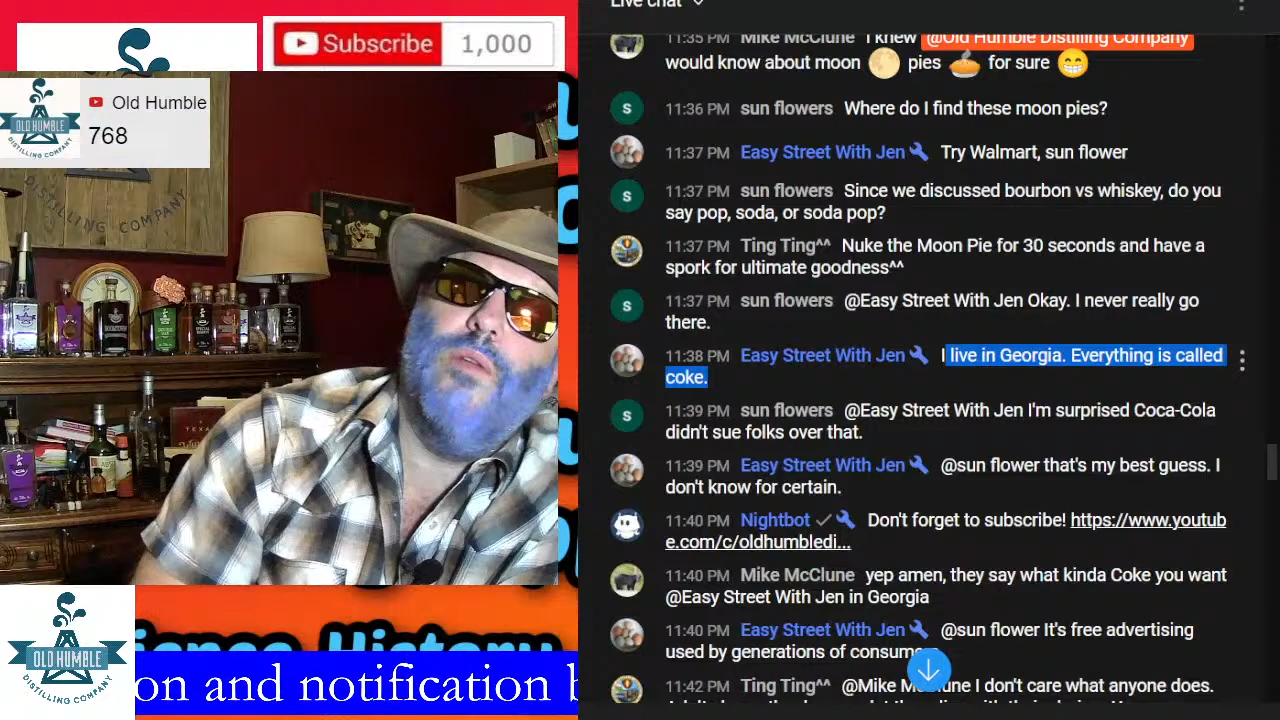 Subscribe 1,000
Old Humble
768
OLD HUMBLE
DISTILLING COMPANY
DISTILLING COMPANY
OLD HUMBLE
DISTILLING COMPANY
ience History
on and notification b
Live chat
11:35 PM Mike McClune I knew @Old Humble Distilling Company
would know about moon 🌕 pies 🥧 for sure 😁
S 11:36 PM sun flowers Where do I find these moon pies?
11:37 PM Easy Street With Jen Try Walmart, sun flower
S 11:37 PM sun flowers Since we discussed bourbon vs whiskey, do you
say pop, soda, or soda pop?
11:37 PM Ting Ting^^ Nuke the Moon Pie for 30 seconds and have a
spork for ultimate goodness^^
S 11:37 PM sun flowers @Easy Street With Jen Okay. I never really go
there.
11:38 PM Easy Street With Jen I live in Georgia. Everything is called
coke.
S 11:39 PM sun flowers @Easy Street With Jen I'm surprised Coca-Cola
didn't sue folks over that.
11:39 PM Easy Street With Jen @sun flower that's my best guess. I
don't know for certain.
11:40 PM Nightbot Don't forget to subscribe! https://www.youtub
e.com/c/oldhumbledi...
11:40 PM Mike McClune yep amen, they say what kinda Coke you want
@Easy Street With Jen in Georgia
11:40 PM Easy Street With Jen @sun flower It's free advertising
used by generations of consume
11:42 PM Ting Ting^^ @Mike McClune I don't care what anyone does.